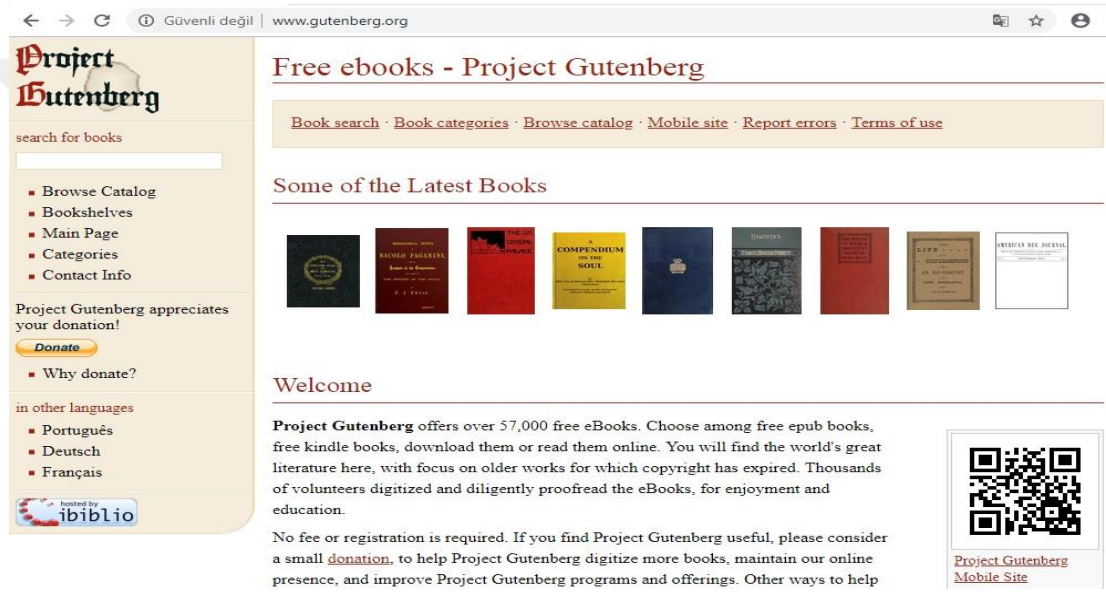 Güvenli değil | www.gutenberg.org
Project
Gutenberg
search for books
Browse Catalog
Bookshelves
Main Page
Categories
Contact Info
Project Gutenberg appreciates
your donation!
Donate
Why donate?
in other languages
Português
Deutsch
Français
hosted by
ibiblio
Free ebooks - Project Gutenberg
Book search · Book categories · Browse catalog · Mobile site · Report errors · Terms of use
Some of the Latest Books
NICOLO PAGANINI,
THE
CRYSTAL
PALACE
A
COMPENDIUM
ON THE
SOUL
LIFE
AMERICAN BEE JOURNAL,
Welcome
Project Gutenberg offers over 57,000 free eBooks. Choose among free epub books,
free kindle books, download them or read them online. You will find the world's great
literature here, with focus on older works for which copyright has expired. Thousands
of volunteers digitized and diligently proofread the eBooks, for enjoyment and
education.
No fee or registration is required. If you find Project Gutenberg useful, please consider
a small donation, to help Project Gutenberg digitize more books, maintain our online
presence, and improve Project Gutenberg programs and offerings. Other ways to help
Project Gutenberg
Mobile Site